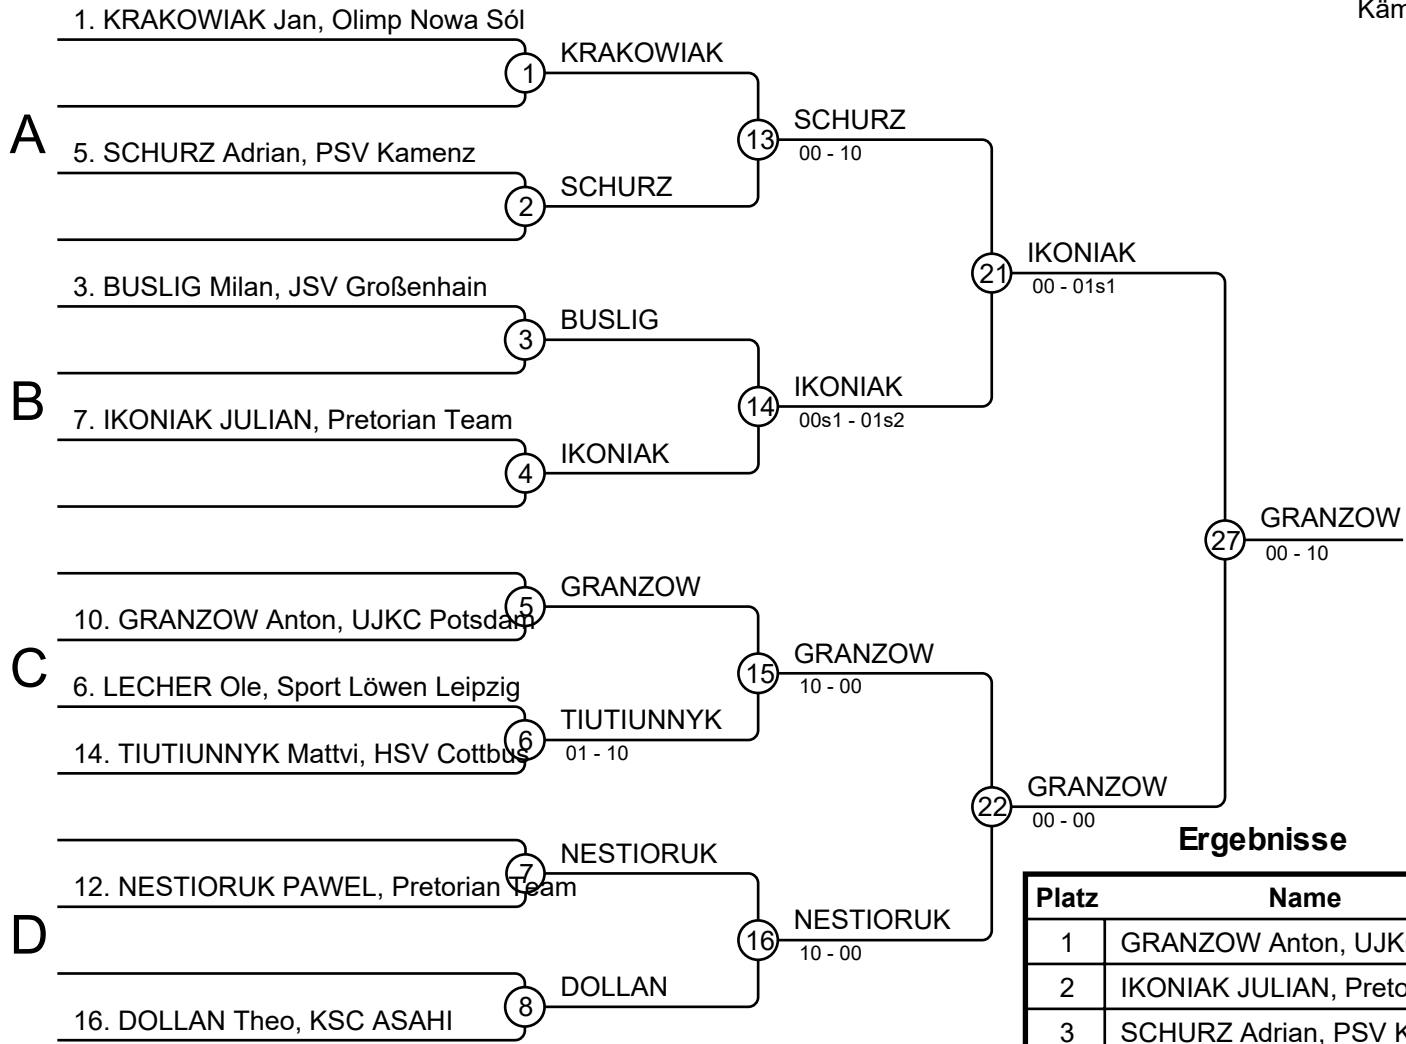 Käm
1. KRAKOWIAK Jan, Olimp Nowa Sól
KRAKOWIAK
1
A
SCHURZ
13
00 - 10
5. SCHURZ Adrian, PSV Kamenz
SCHURZ
2
IKONIAK
21
00 - 01s1
3. BUSLIG Milan, JSV Großenhain
BUSLIG
3
B
IKONIAK
14
00s1 - 01s2
7. IKONIAK JULIAN, Pretorian Team
IKONIAK
4
GRANZOW
27
00 - 10
GRANZOW
5
10. GRANZOW Anton, UJKC Potsdam
C
GRANZOW
15
10 - 00
6. LECHER Ole, Sport Löwen Leipzig
TIUTIUNNYK
6
01 - 10
14. TIUTIUNNYK Mattvi, HSV Cottbus
GRANZOW
22
00 - 00
NESTIORUK
7
12. NESTIORUK PAWEL, Pretorian Team
D
NESTIORUK
16
10 - 00
DOLLAN
8
16. DOLLAN Theo, KSC ASAHI
Ergebnisse
Platz Name
1 GRANZOW Anton, UJK
2 IKONIAK JULIAN, Preto
3 SCHURZ Adrian, PSV K